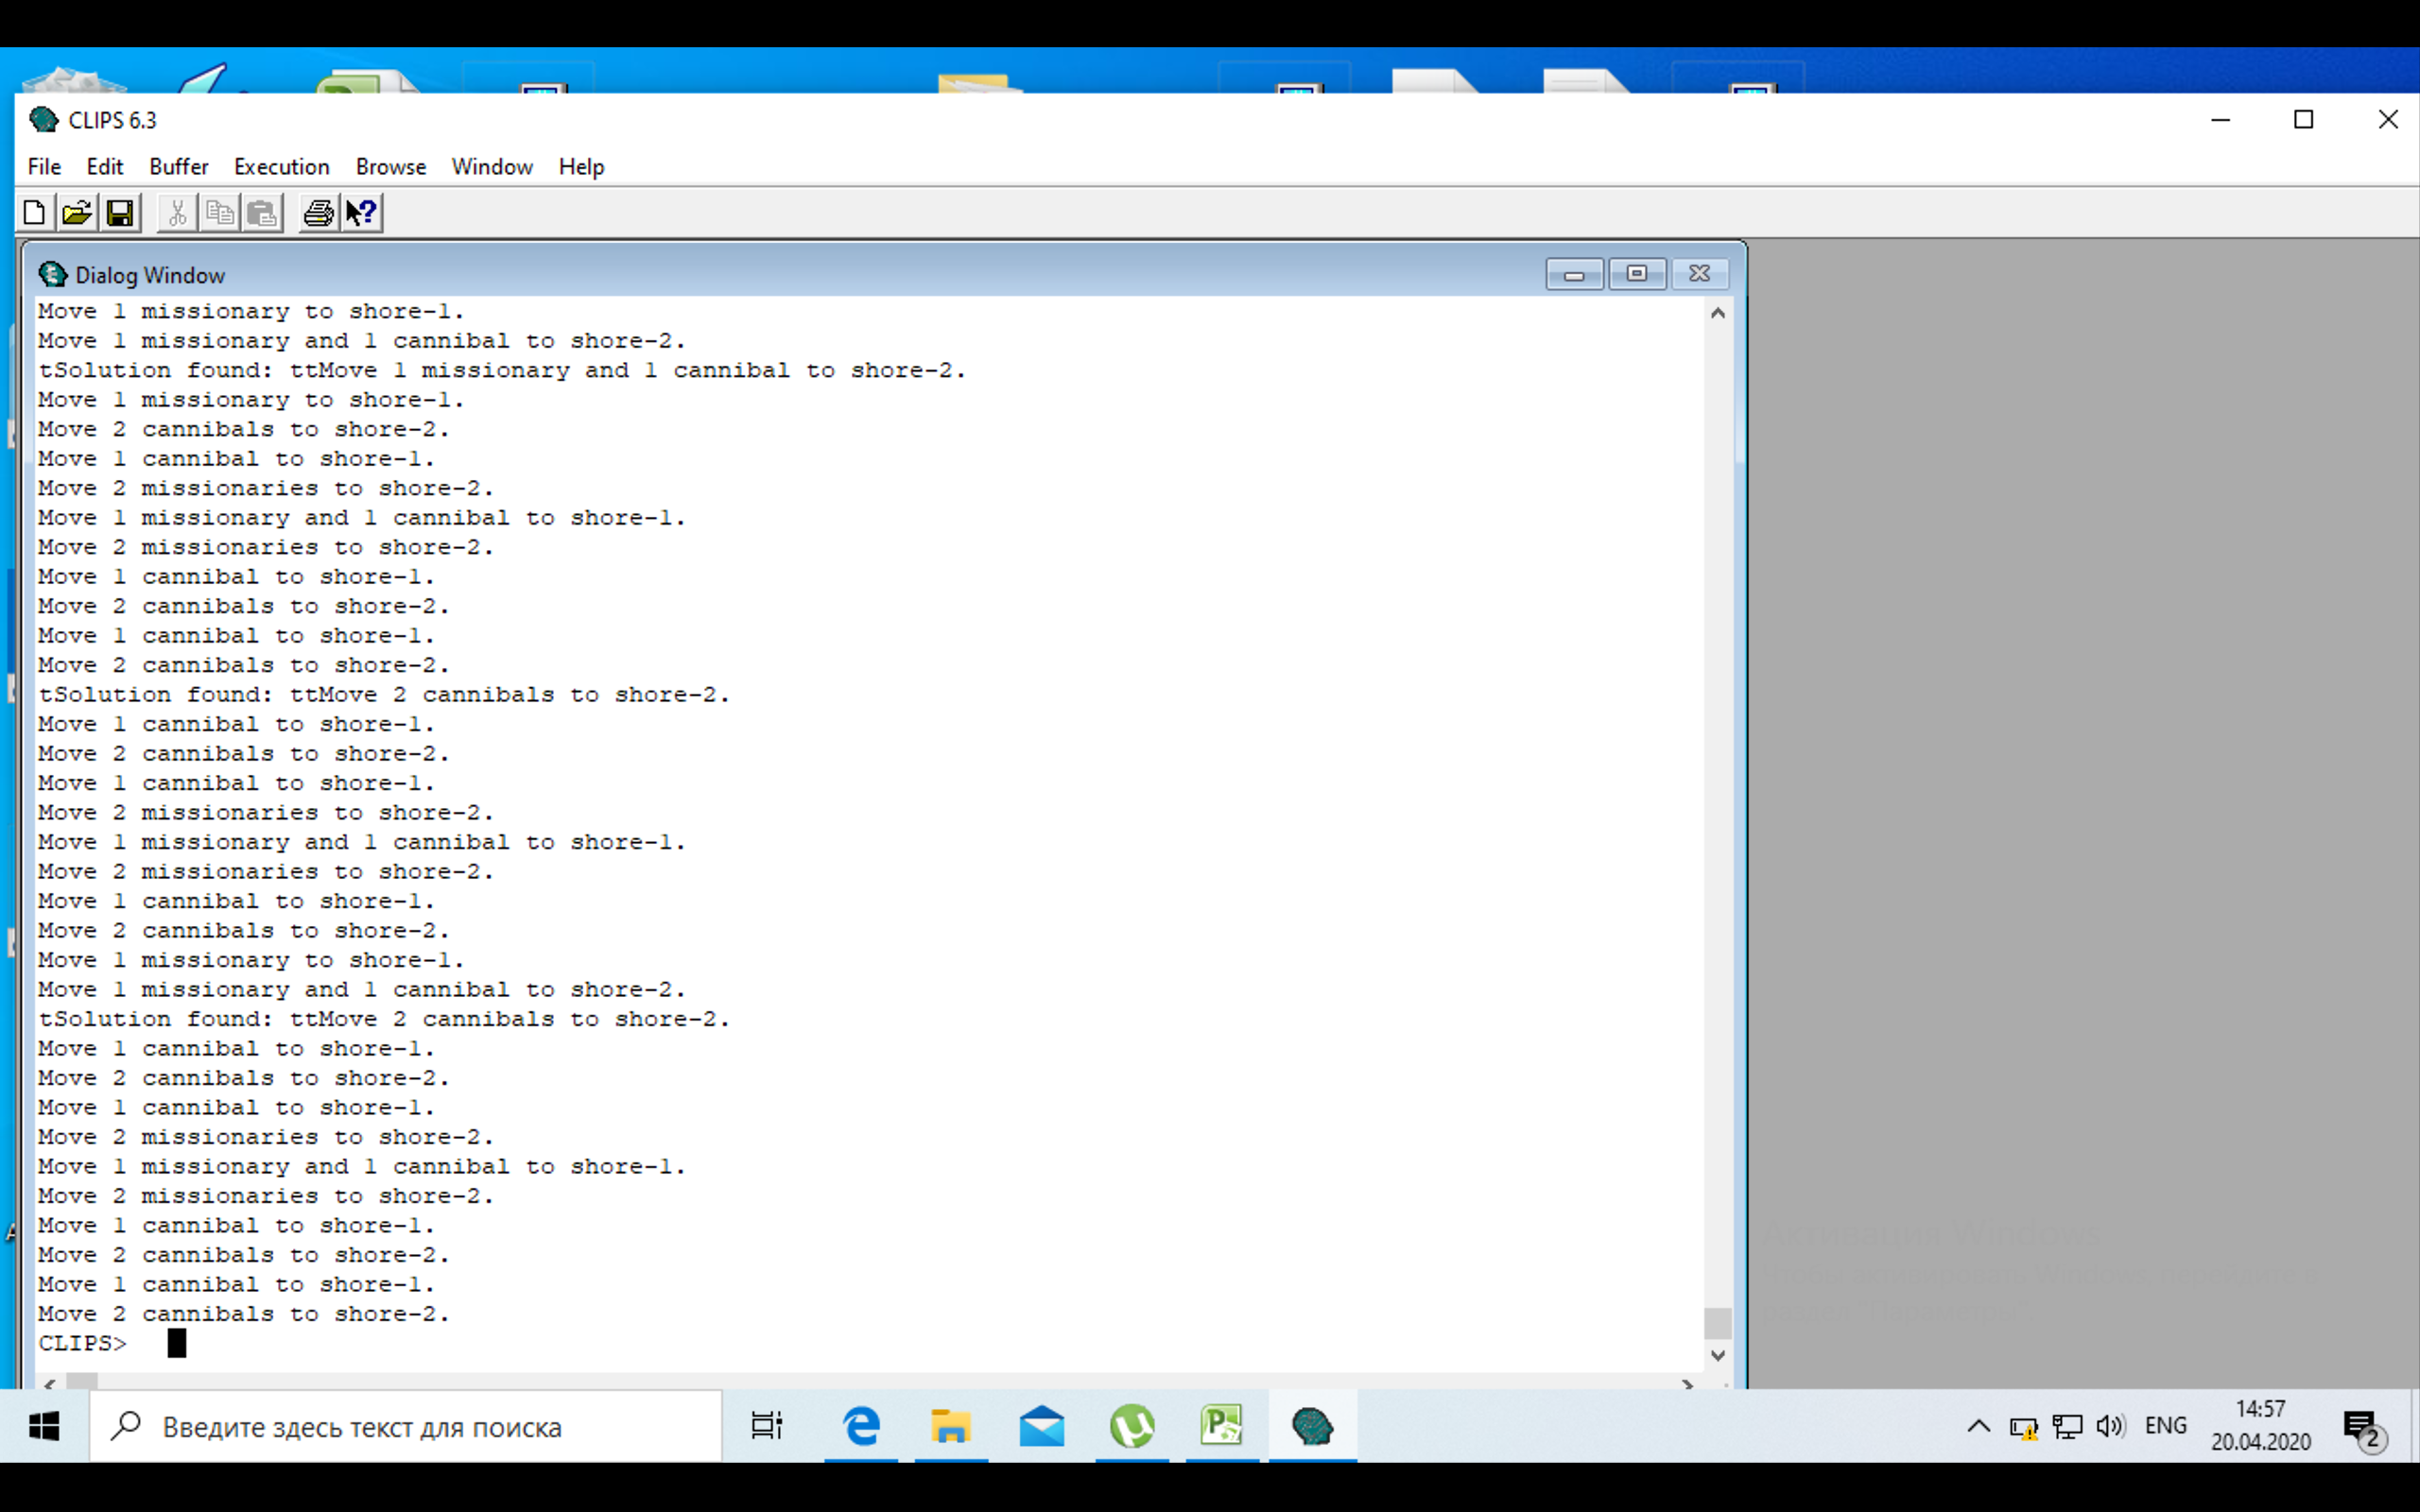 CLIPS 6.3
File Edit Buffer Execution Browse Window Help
Dialog Window
Move 1 missionary to shore-1.
Move 1 missionary and 1 cannibal to shore-2.
tSolution found: ttMove 1 missionary and 1 cannibal to shore-2.
Move 1 missionary to shore-1.
Move 2 cannibals to shore-2.
Move 1 cannibal to shore-1.
Move 2 missionaries to shore-2.
Move 1 missionary and 1 cannibal to shore-1.
Move 2 missionaries to shore-2.
Move 1 cannibal to shore-1.
Move 2 cannibals to shore-2.
Move 1 cannibal to shore-1.
Move 2 cannibals to shore-2.
tSolution found: ttMove 2 cannibals to shore-2.
Move 1 cannibal to shore-1.
Move 2 cannibals to shore-2.
Move 1 cannibal to shore-1.
Move 2 missionaries to shore-2.
Move 1 missionary and 1 cannibal to shore-1.
Move 2 missionaries to shore-2.
Move 1 cannibal to shore-1.
Move 2 cannibals to shore-2.
Move 1 missionary to shore-1.
Move 1 missionary and 1 cannibal to shore-2.
tSolution found: ttMove 2 cannibals to shore-2.
Move 1 cannibal to shore-1.
Move 2 cannibals to shore-2.
Move 1 cannibal to shore-1.
Move 2 missionaries to shore-2.
Move 1 missionary and 1 cannibal to shore-1.
Move 2 missionaries to shore-2.
Move 1 cannibal to shore-1.
Move 2 cannibals to shore-2.
Move 1 cannibal to shore-1.
Move 2 cannibals to shore-2.
CLIPS>
Активация Windows
Введите здесь текст для поиска
ENG
14:57
20.04.2020
2